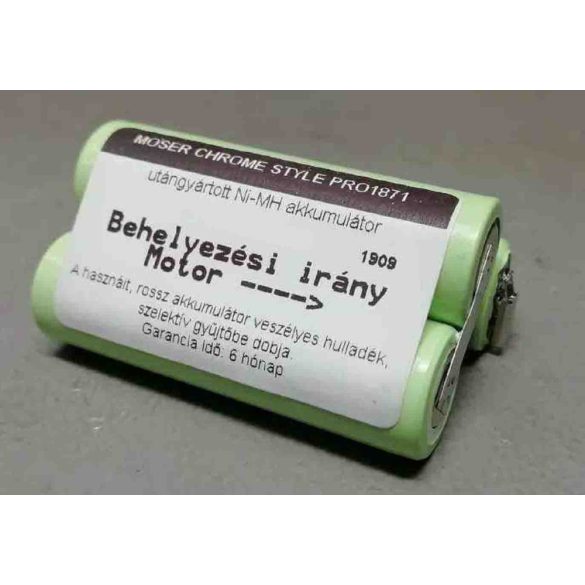 MOSER CHROME STYLE PRO1871
utángyártott Ni-MH akkumulátor
1909
Behelyezési irány
Motor ---->
A használt, rossz akkumulátor veszélyes hulladék,
szelektív gyűjtőbe dobja.
Garancia Idő: 6 hónap